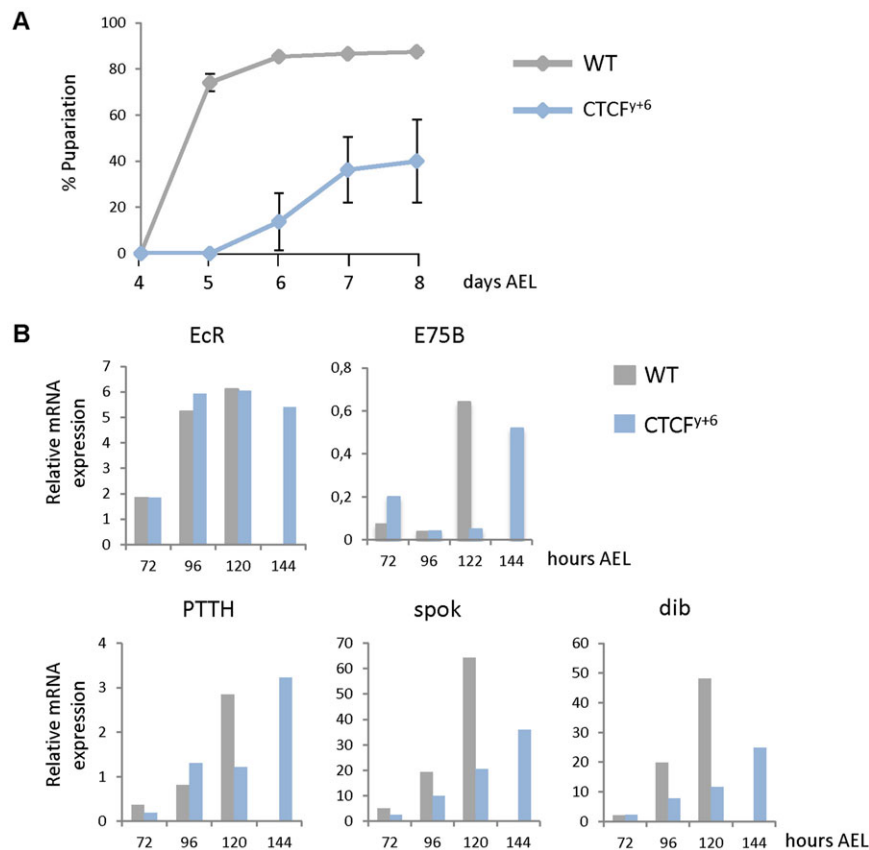 A
100
80
60
40
20
0
% Pupariation
4 5 6 7 8 days AEL
WT
CTCFy+6
B
EcR
7
6
5
4
3
2
1
0
Relative mRNA
expression
72 96 120 144
E75B
0,8
0,6
0,4
0,2
0
72 96 122 144 hours AEL
WT
CTCFy+6
PTTH
4
3
2
1
0
Relative mRNA
expression
72 96 120 144
spok
70
60
50
40
30
20
10
0
72 96 120 144
dib
60
50
40
30
20
10
0
72 96 120 144 hours AEL